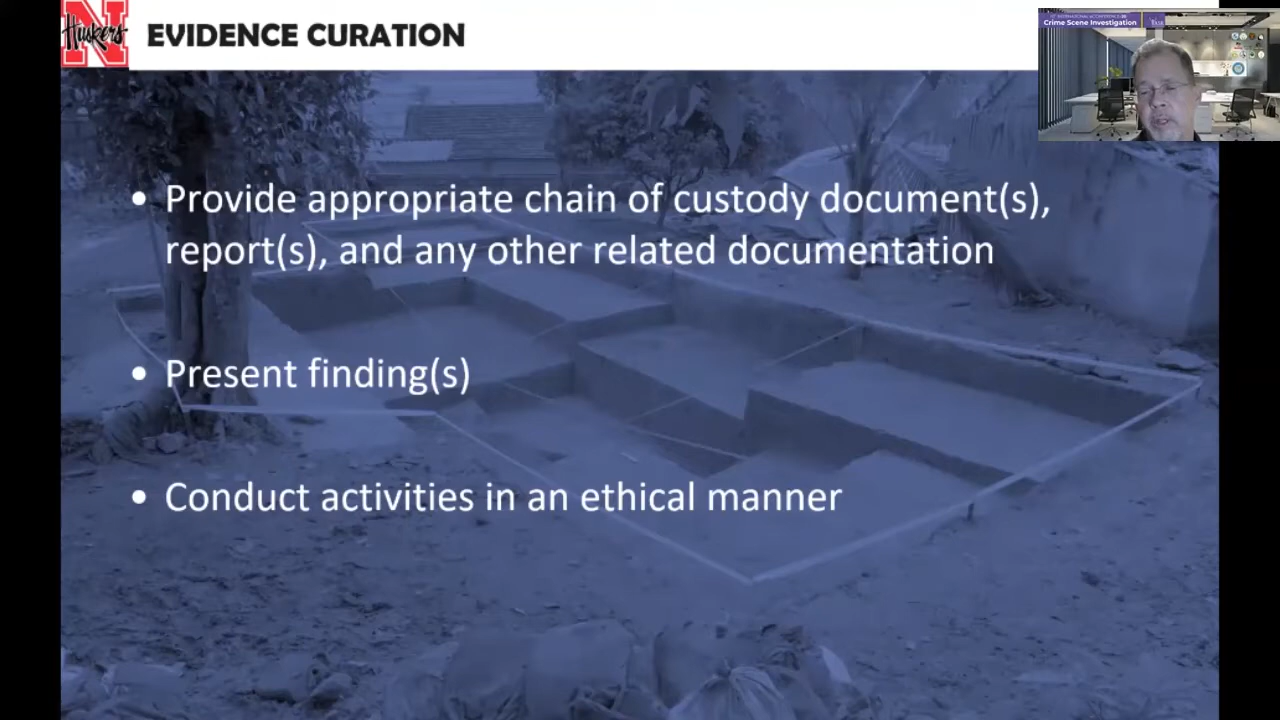 Huskers
EVIDENCE CURATION
Crime Scene Investigation
• Provide appropriate chain of custody document(s),
report(s), and any other related documentation
• Present finding(s)
• Conduct activities in an ethical manner